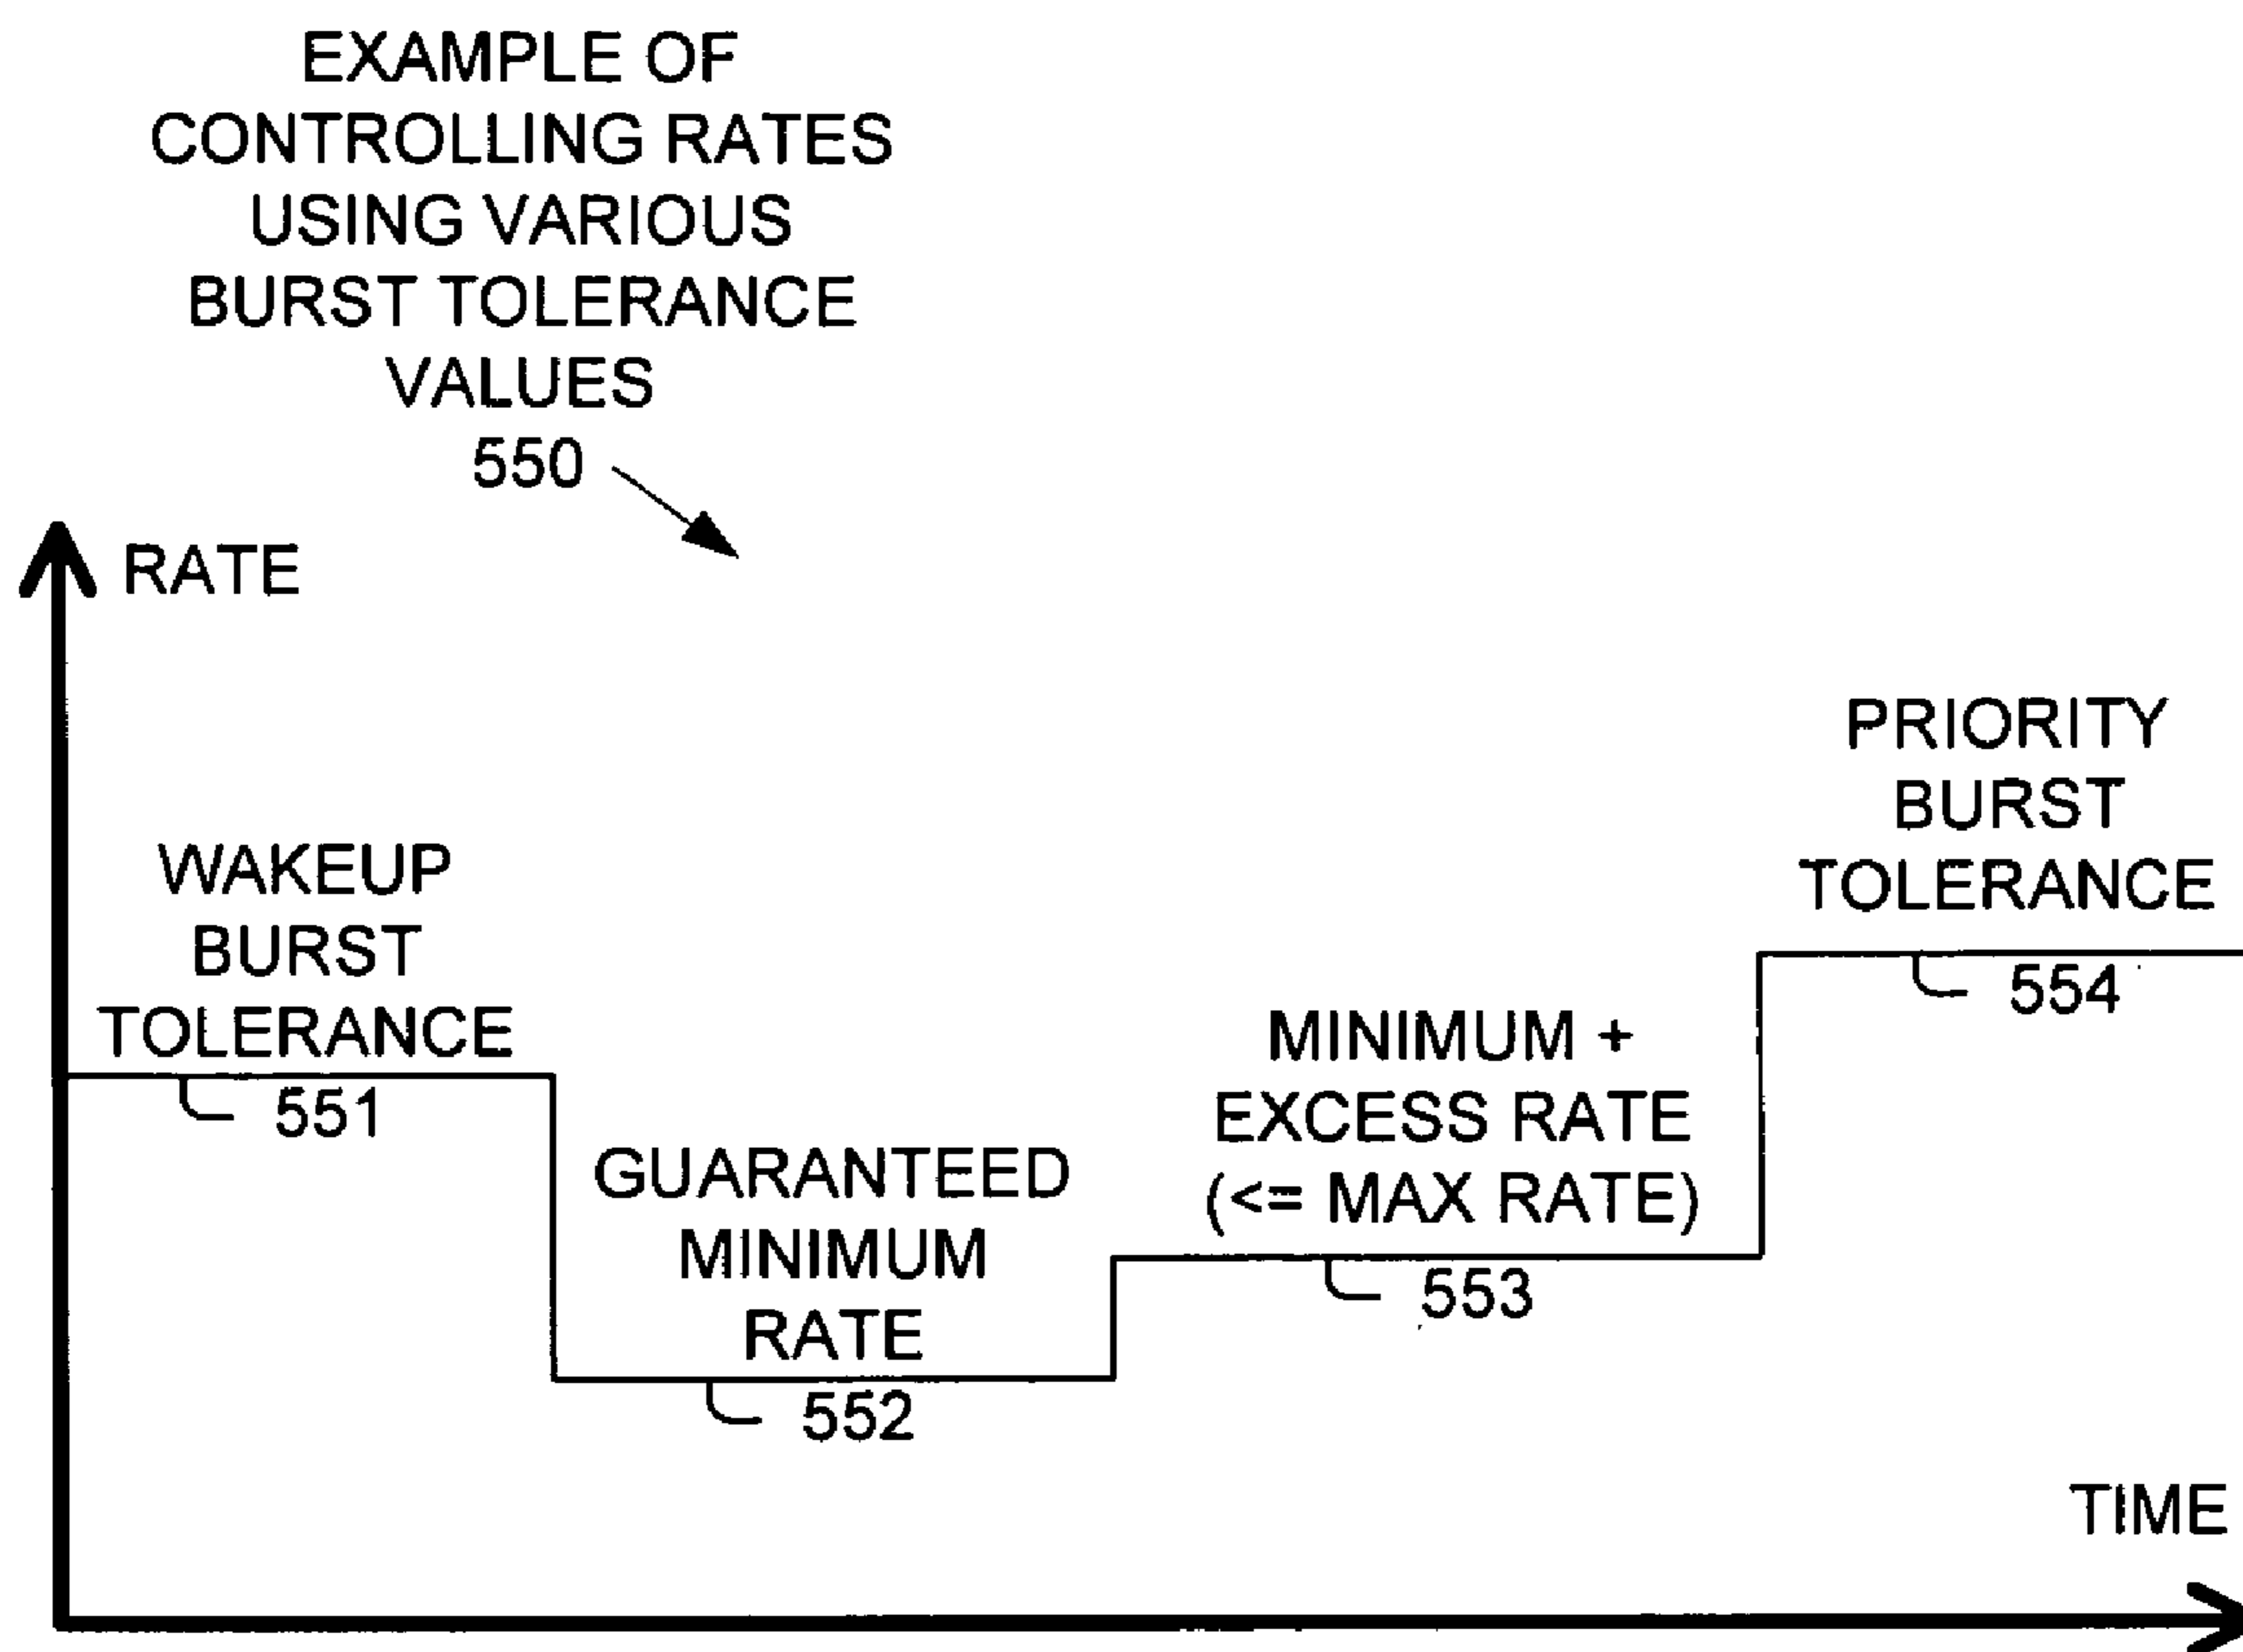 EXAMPLE OF
CONTROLLING RATES
USING VARIOUS
BURST TOLERANCE
VALUES
550
RATE
WAKEUP
BURST
TOLERANCE
551
GUARANTEED
MINIMUM
RATE
552
MINIMUM +
EXCESS RATE
(<= MAX RATE)
553
PRIORITY
BURST
TOLERANCE
554
TIME